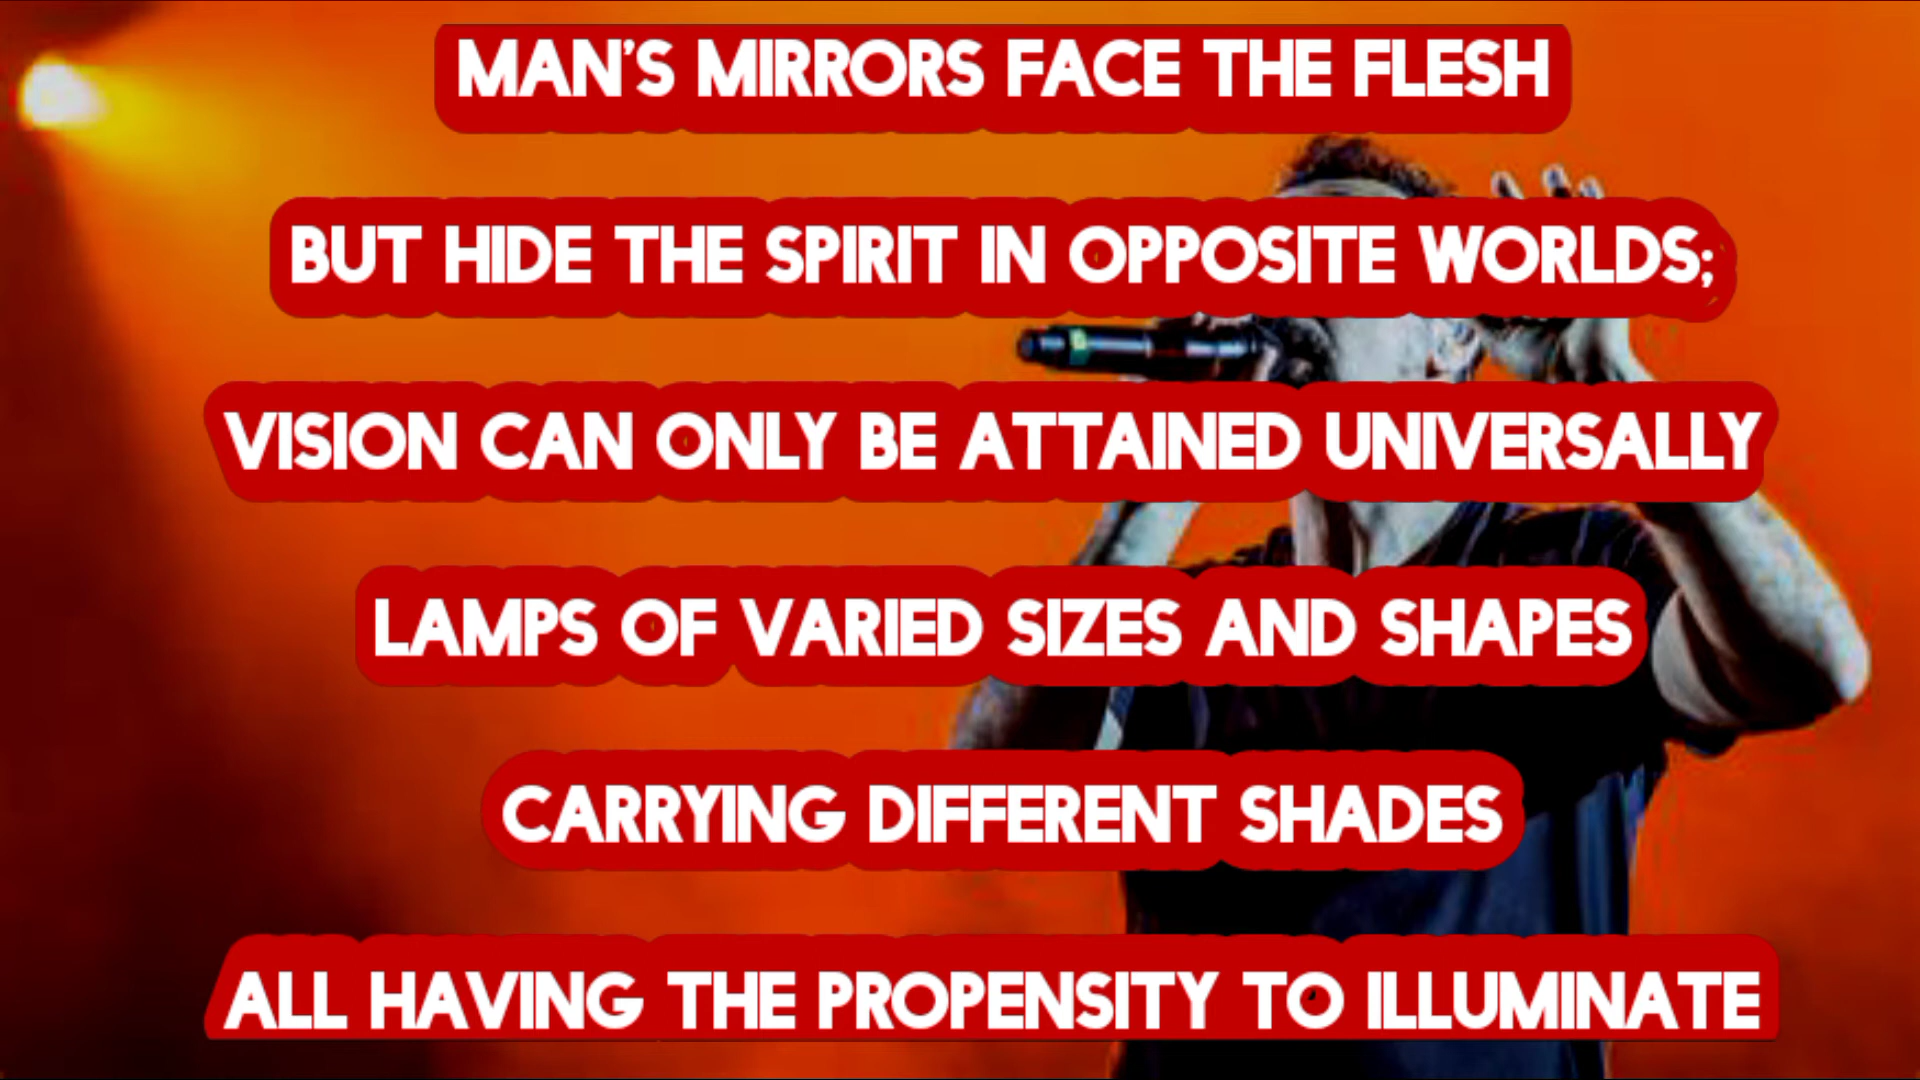 MAN'S MIRRORS FACE THE FLESH
BUT HIDE THE SPIRIT IN OPPOSITE WORLDS;
VISION CAN ONLY BE ATTAINED UNIVERSALLY
LAMPS OF VARIED SIZES AND SHAPES
CARRYING DIFFERENT SHADES
ALL HAVING THE PROPENSITY TO ILLUMINATE